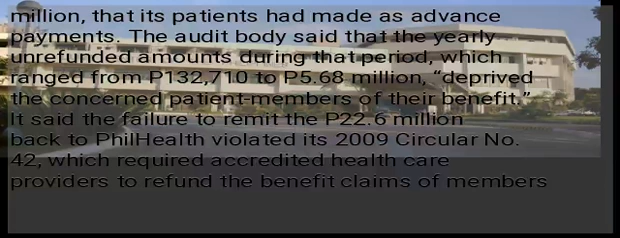 million, that its patients had made as advance
payments. The audit body said that the yearly
unrefunded amounts during that period, which
ranged from P132,710 to P5.68 million, “deprived
the concerned patient-members of their benefit.”
It said the failure to remit the P22.6 million
back to PhilHealth violated its 2009 Circular No.
42, which required accredited health care
providers to refund the benefit claims of members